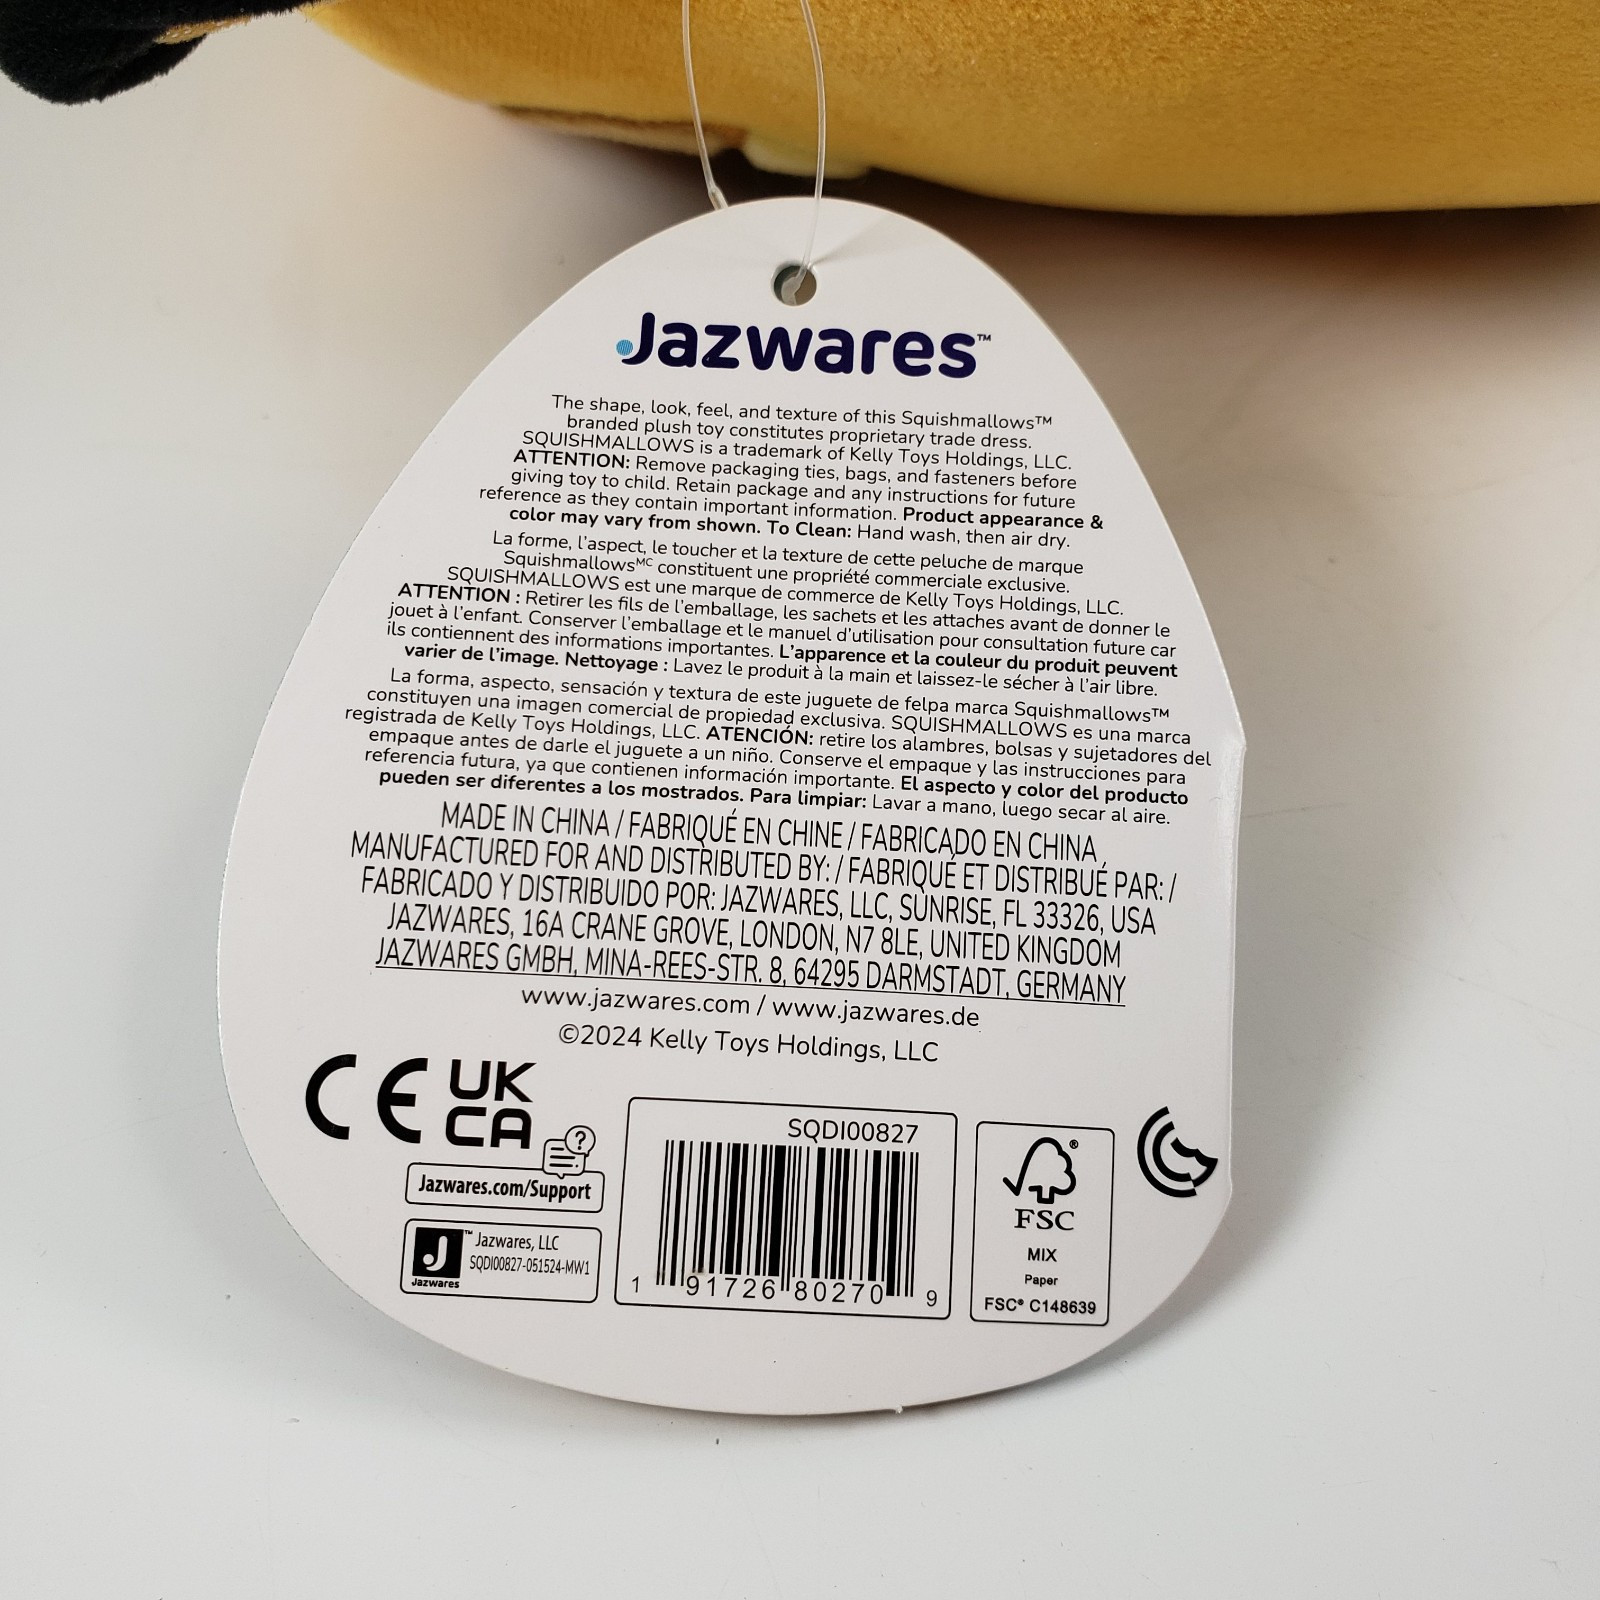 Jazwares™
The shape, look, feel, and texture of this Squishmallows™
branded plush toy constitutes proprietary trade dress.
SQUISHMALLOWS is a trademark of Kelly Toys Holdings, LLC.
ATTENTION: Remove packaging ties, bags, and fasteners before
giving toy to child. Retain package and any instructions for future
reference as they contain important information. Product appearance &
color may vary from shown. To Clean: Hand wash, then air dry.
La forme, l'aspect, le toucher et la texture de cette peluche de marque
Squishmallowsᴹᶜ constituent une propriété commerciale exclusive.
SQUISHMALLOWS est une marque de commerce de Kelly Toys Holdings, LLC.
ATTENTION : Retirer les fils de l'emballage, les sachets et les attaches avant de donner le
jouet à l'enfant. Conserver l'emballage et le manuel d'utilisation pour consultation future car
ils contiennent des informations importantes. L'apparence et la couleur du produit peuvent
varier de l'image. Nettoyage : Lavez le produit à la main et laissez-le sécher à l'air libre.
La forma, aspecto, sensación y textura de este juguete de felpa marca Squishmallows™
constituyen una imagen comercial de propiedad exclusiva. SQUISHMALLOWS es una marca
registrada de Kelly Toys Holdings, LLC. ATENCIÓN: retire los alambres, bolsas y sujetadores del
empaque antes de darle el juguete a un niño. Conserve el empaque y las instrucciones para
referencia futura, ya que contienen información importante. El aspecto y color del producto
pueden ser diferentes a los mostrados. Para limpiar: Lavar a mano, luego secar al aire.
MADE IN CHINA / FABRIQUÉ EN CHINE / FABRICADO EN CHINA
MANUFACTURED FOR AND DISTRIBUTED BY: / FABRIQUÉ ET DISTRIBUÉ PAR: /
FABRICADO Y DISTRIBUIDO POR: JAZWARES, LLC, SUNRISE, FL 33326, USA
JAZWARES, 16A CRANE GROVE, LONDON, N7 8LE, UNITED KINGDOM
JAZWARES GMBH, MINA-REES-STR. 8, 64295 DARMSTADT, GERMANY
www.jazwares.com / www.jazwares.de
©2024 Kelly Toys Holdings, LLC
CE UK
CA
?
Jazwares.com/Support
J™ Jazwares, LLC
SQDI00827-051524-MW1
Jazwares
SQDI00827
1 91726 80270 9
®
FSC
MIX
Paper
FSC® C148639